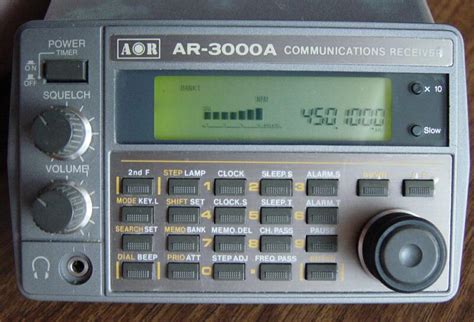 POWER
TIMER
ON
OFF
AOR AR-3000A COMMUNICATIONS RECEIVER
BANK1
NFM
450.1000
× 10
Slow
SQUELCH
VOLUME
2nd F STEP LAMP CLOCK SLEEP.S ALARM.S
1 2 3
MODE KEY.L SHIFT SET CLOCK.S SLEEP.T ALARM.T
4 5 6
SEARCH SET MEMO BANK MEMO.DEL CH.PASS PAUSE
7 8 9
DIAL BEEP PRIO ATT STEP ADJ FREQ.PASS
0